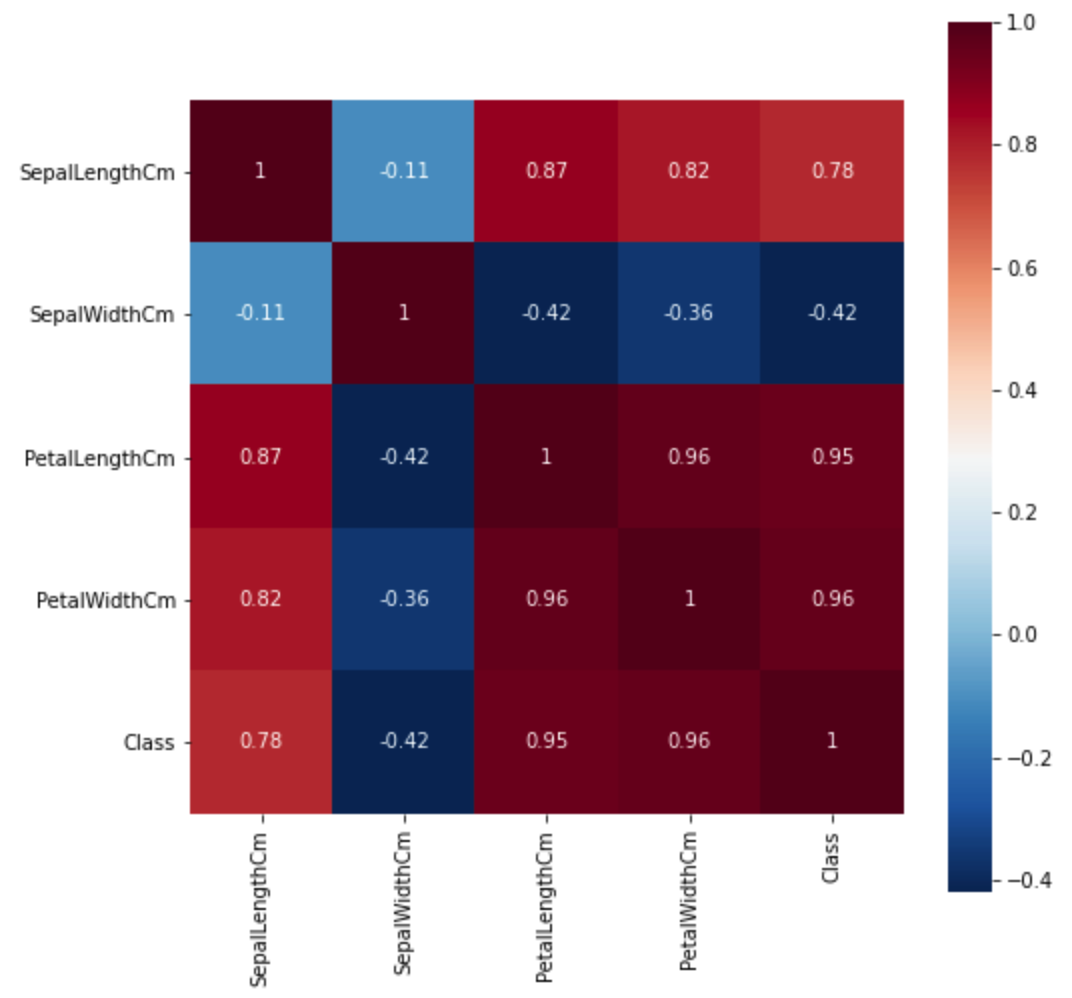 1.0
SepalLengthCm 1 -0.11 0.87 0.82 0.78
0.8
0.6
SepalWidthCm -0.11 1 -0.42 -0.36 -0.42
0.4
PetalLengthCm 0.87 -0.42 1 0.96 0.95
0.2
PetalWidthCm 0.82 -0.36 0.96 1 0.96
0.0
Class 0.78 -0.42 0.95 0.96 1
−0.2
−0.4
SepalLengthCm
SepalWidthCm
PetalLengthCm
PetalWidthCm
Class